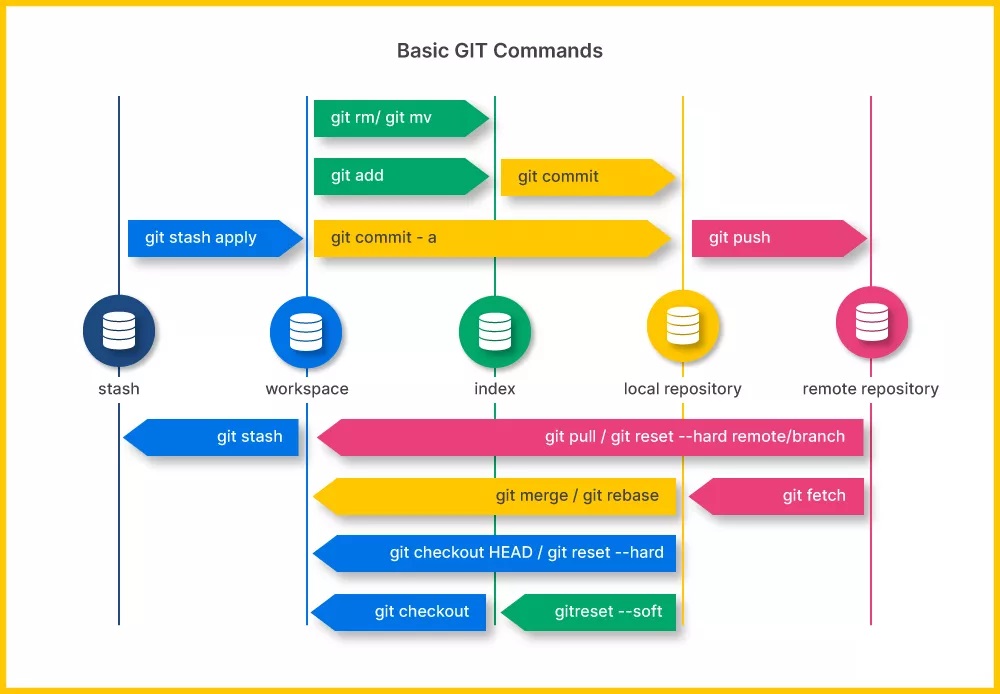 Basic GIT Commands
git rm/ git mv
git add
git commit
git stash apply
git commit - a
git push
stash
workspace
index
local repository
remote repository
git stash
git pull / git reset --hard remote/branch
git merge / git rebase
git fetch
git checkout HEAD / git reset --hard
git checkout
gitreset --soft